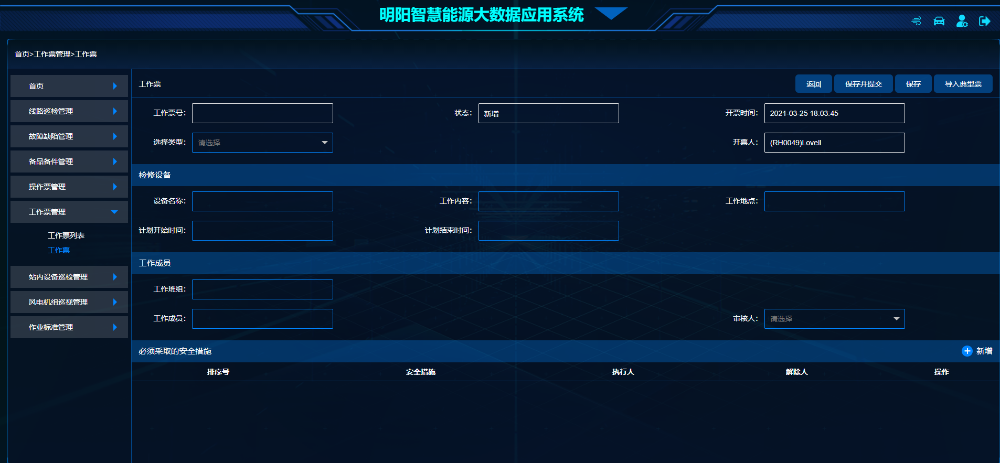 明阳智慧能源大数据应用系统
首页>工作票管理>工作票
首页
线路巡检管理
故障缺陷管理
备品备件管理
操作票管理
工作票管理
工作票列表
工作票
站内设备巡检管理
风电机组巡视管理
作业标准管理
工作票 返回 保存并提交 保存 导入典型票
工作票号: 状态: 新增 开票时间: 2021-03-25 18:03:45
选择类型: 请选择 开票人: (RH0049)Lovell
检修设备
设备名称: 工作内容: 工作地点:
计划开始时间: 计划结束时间:
工作成员
工作班组:
工作成员: 审核人: 请选择
必须采取的安全措施 新增
排序号 安全措施 执行人 解除人 操作